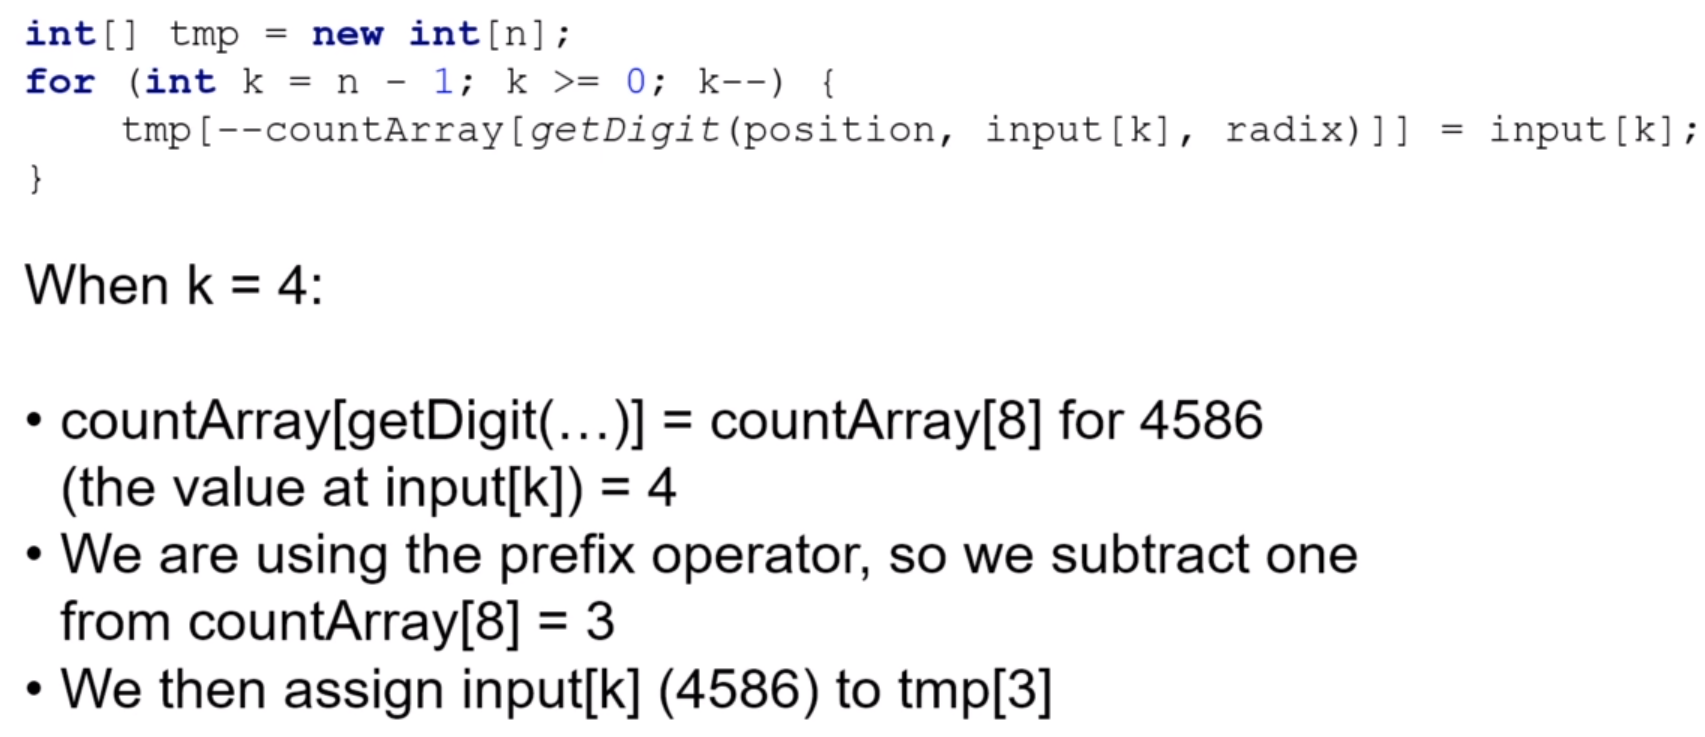 int[] tmp = new int[n];
for (int k = n - 1; k >= 0; k--) {
    tmp[--countArray[getDigit(position, input[k], radix)]] = input[k];
}
When k = 4:
• countArray[getDigit(…)] = countArray[8] for 4586
(the value at input[k]) = 4
• We are using the prefix operator, so we subtract one
from countArray[8] = 3
• We then assign input[k] (4586) to tmp[3]